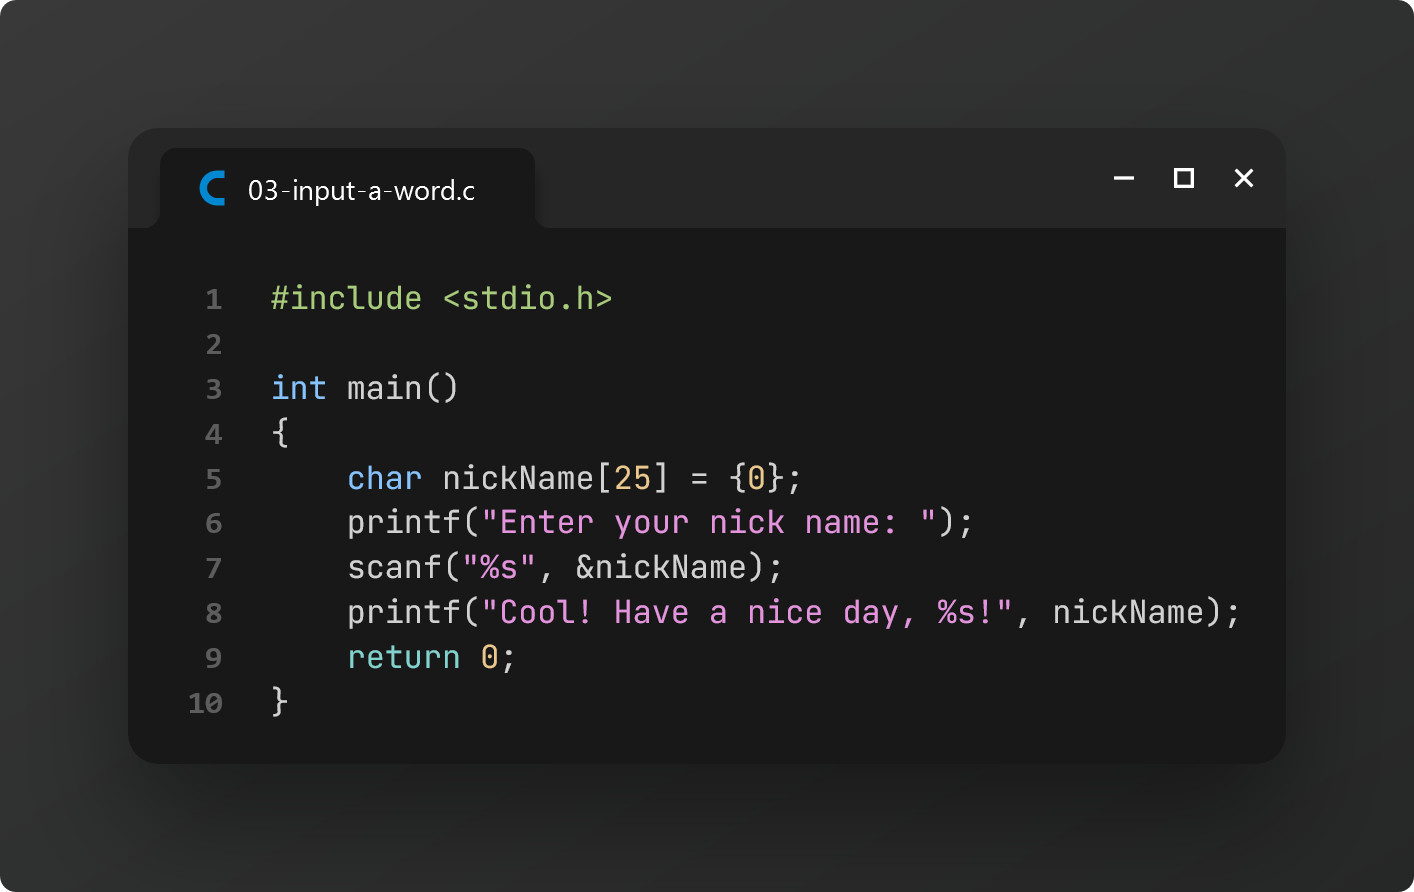 03-input-a-word.c
1 #include <stdio.h>
2
3 int main()
4 {
5     char nickName[25] = {0};
6     printf("Enter your nick name: ");
7     scanf("%s", &nickName);
8     printf("Cool! Have a nice day, %s!", nickName);
9     return 0;
10 }